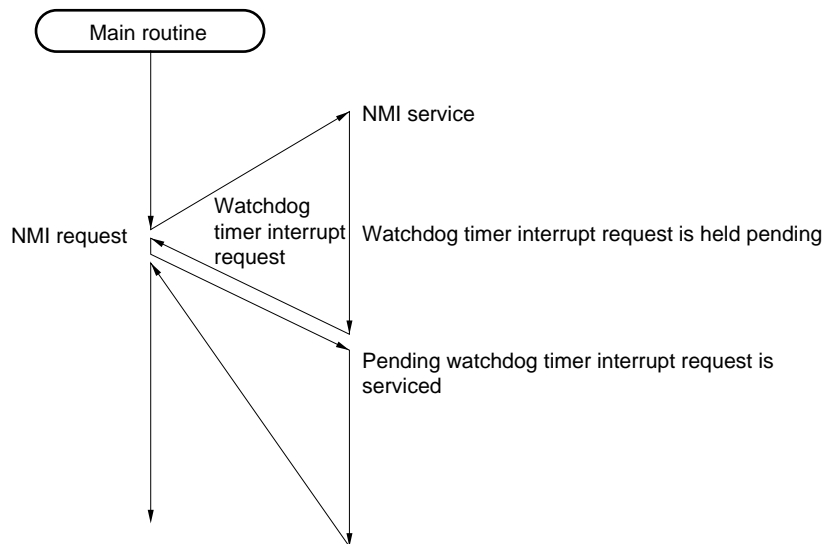 Main routine
NMI service
NMI request
Watchdog
timer interrupt
request
Watchdog timer interrupt request is held pending
Pending watchdog timer interrupt request is
serviced